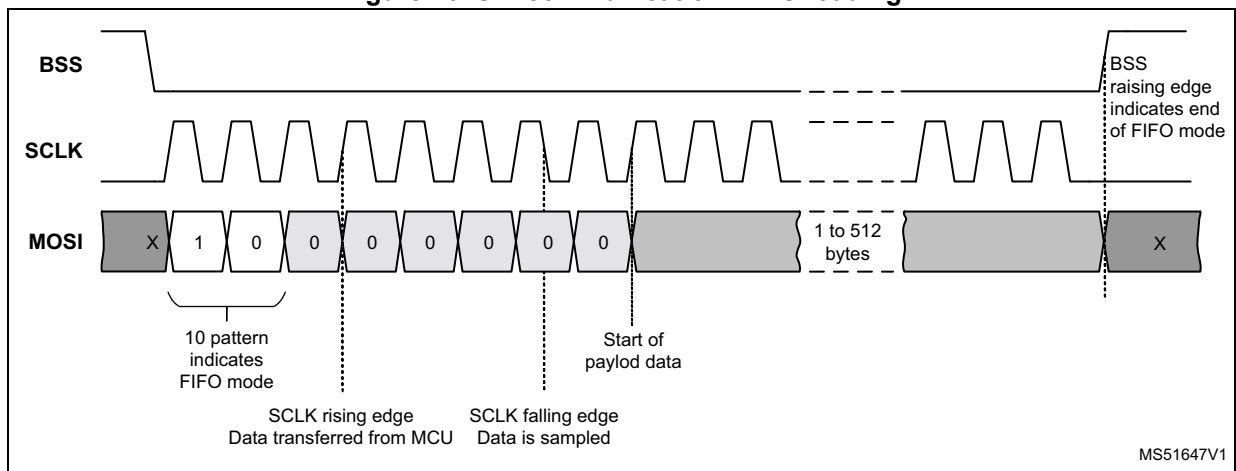 BSS
BSS
raising edge
indicates end
of FIFO mode
SCLK
MOSI
X 1 0 0 0 0 0 0 0 1 to 512
bytes X
10 pattern
indicates
FIFO mode
Start of
paylod data
SCLK rising edge
Data transferred from MCU
SCLK falling edge
Data is sampled
MS51647V1